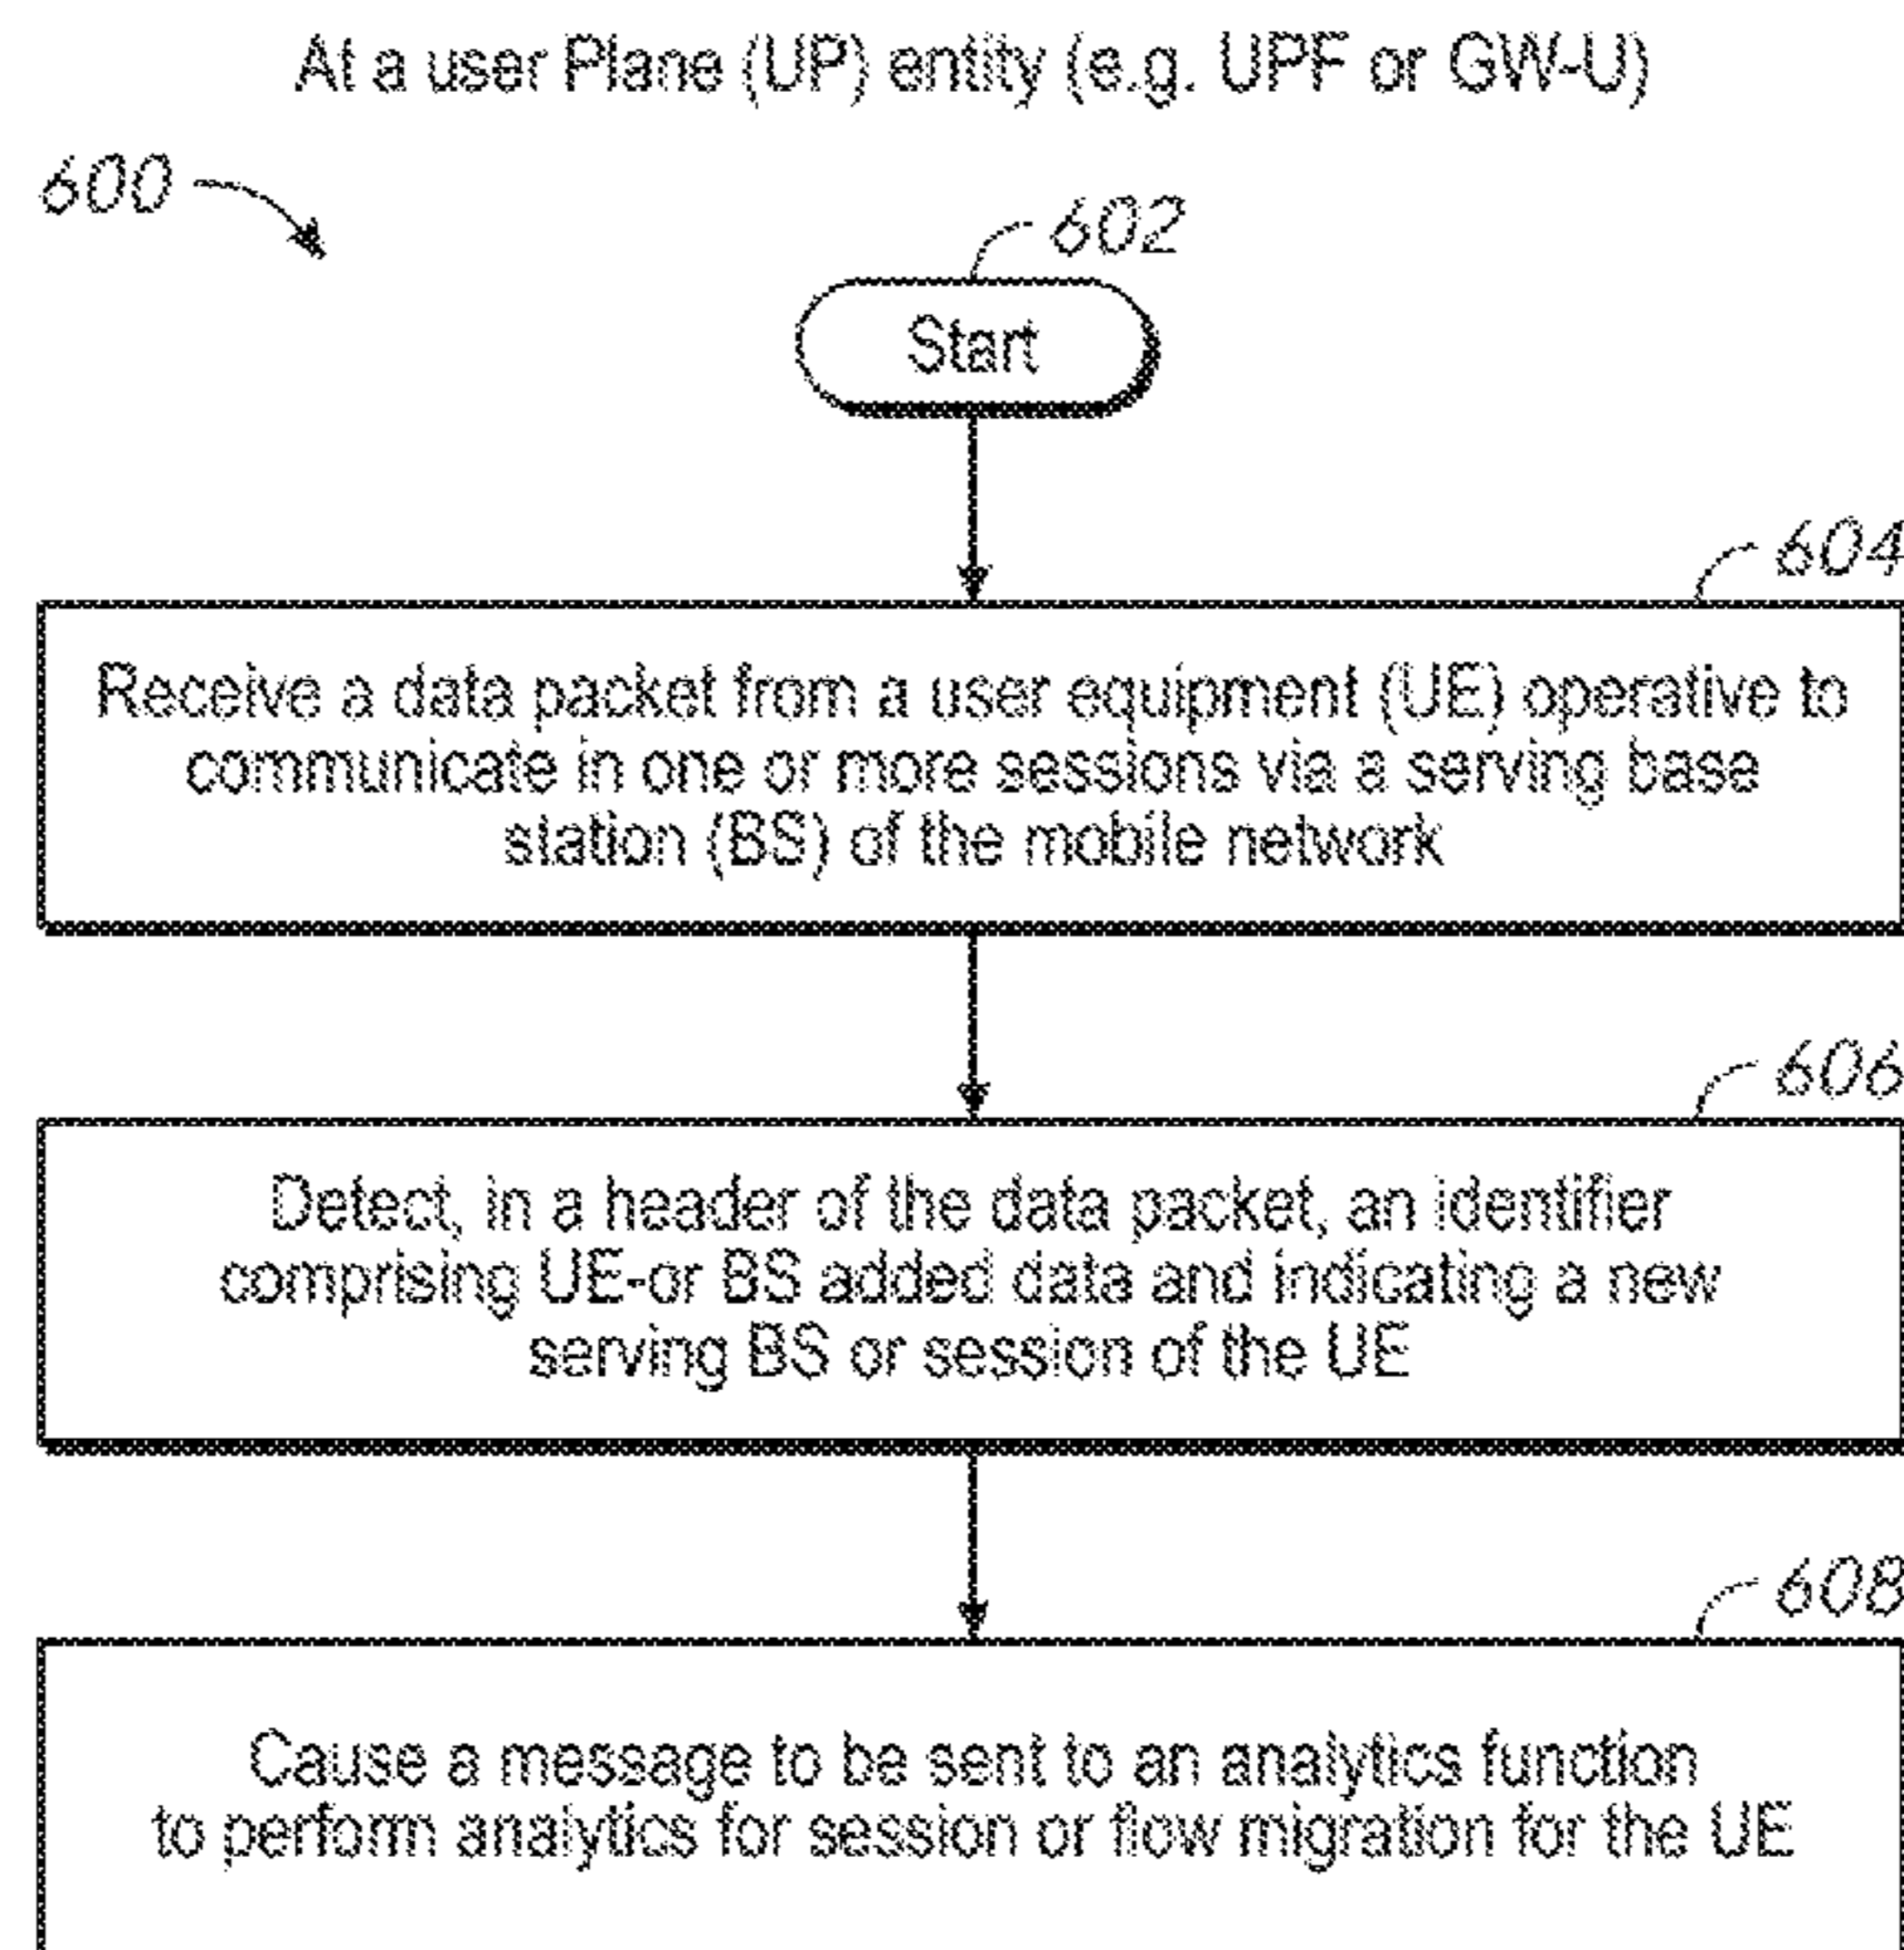 At a user Plane (UP) entity (e.g. UPF or GW-U)
600
602
Start
604
Receive a data packet from a user equipment (UE) operative to
communicate in one or more sessions via a serving base
station (BS) of the mobile network
606
Detect, in a header of the data packet, an identifier
comprising UE-or BS added data and indicating a new
serving BS or session of the UE
608
Cause a message to be sent to an analytics function
to perform analytics for session or flow migration for the UE